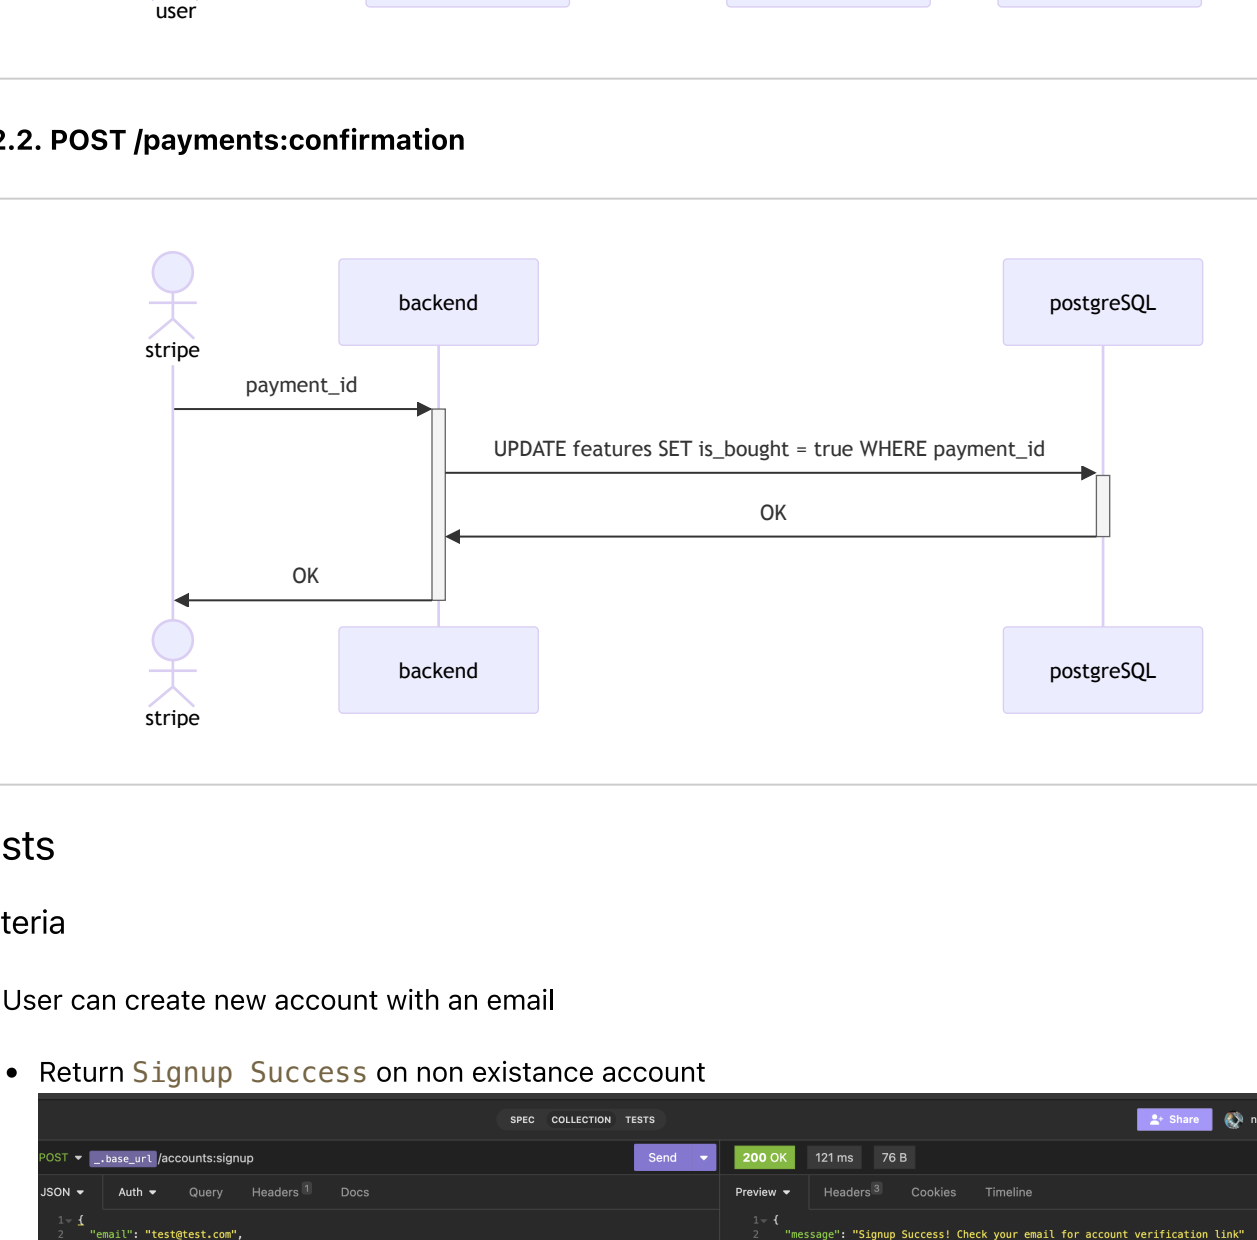 user
2.2. POST /payments:confirmation
stripe
backend
postgreSQL
payment_id
UPDATE features SET is_bought = true WHERE payment_id
OK
OK
backend
postgreSQL
stripe
sts
teria
User can create new account with an email
• Return Signup Success on non existance account
SPEC COLLECTION TESTS
Share
n
POST _.base_url /accounts:signup
Send
200 OK 121 ms 76 B
JSON Auth Query Headers 1 Docs
Preview Headers 3 Cookies Timeline
1 {
2 "email": "test@test.com",
1 {
2 "message": "Signup Success! Check your email for account verification link"